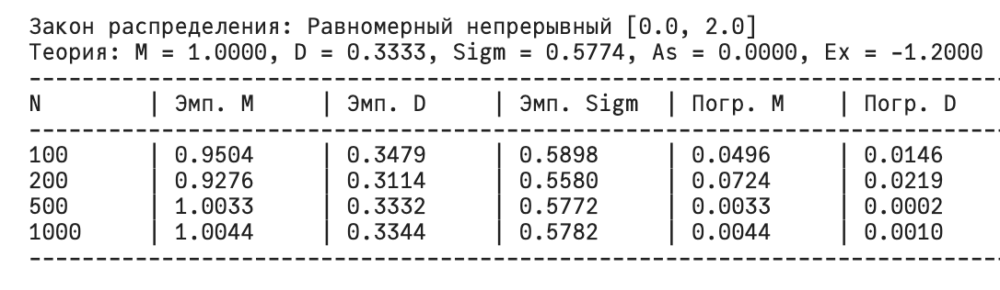 Закон распределения: Равномерный непрерывный [0.0, 2.0]
Теория: M = 1.0000, D = 0.3333, Sigm = 0.5774, As = 0.0000, Ex = -1.2000
--------------------------------------------------------------------------
N | Эмп. M | Эмп. D | Эмп. Sigm | Погр. M | Погр. D
--------------------------------------------------------------------------
100 | 0.9504 | 0.3479 | 0.5898 | 0.0496 | 0.0146
200 | 0.9276 | 0.3114 | 0.5580 | 0.0724 | 0.0219
500 | 1.0033 | 0.3332 | 0.5772 | 0.0033 | 0.0002
1000 | 1.0044 | 0.3344 | 0.5782 | 0.0044 | 0.0010
--------------------------------------------------------------------------